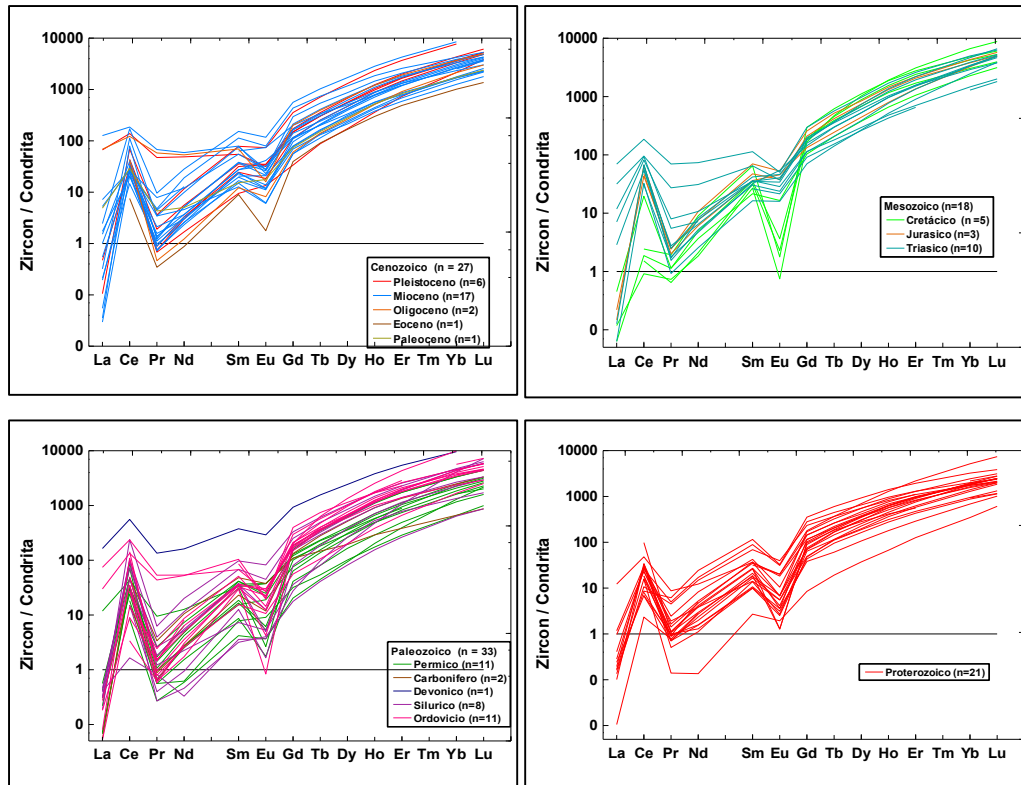 10000
1000
100
10
1
0
0
Zircon / Condrita
Cenozoico (n = 27)
Pleistoceno (n=6)
Mioceno (n=17)
Oligoceno (n=2)
Eoceno (n=1)
Paleoceno (n=1)
La Ce Pr Nd Sm Eu Gd Tb Dy Ho Er Tm Yb Lu
10000
1000
100
10
1
0
Zircon / Condrita
Mesozoico (n=18)
Cretácico (n=5)
Jurasico (n=3)
Triasico (n=10)
La Ce Pr Nd Sm Eu Gd Tb Dy Ho Er Tm Yb Lu
10000
1000
100
10
1
0
Zircon / Condrita
Paleozoico (n = 33)
Permico (n=11)
Carbonifero (n=2)
Devonico (n=1)
Silurico (n=8)
Ordovicio (n=11)
La Ce Pr Nd Sm Eu Gd Tb Dy Ho Er Tm Yb Lu
10000
1000
100
10
1
0
0
Zircon / Condrita
Proterozoico (n=21)
La Ce Pr Nd Sm Eu Gd Tb Dy Ho Er Tm Yb Lu